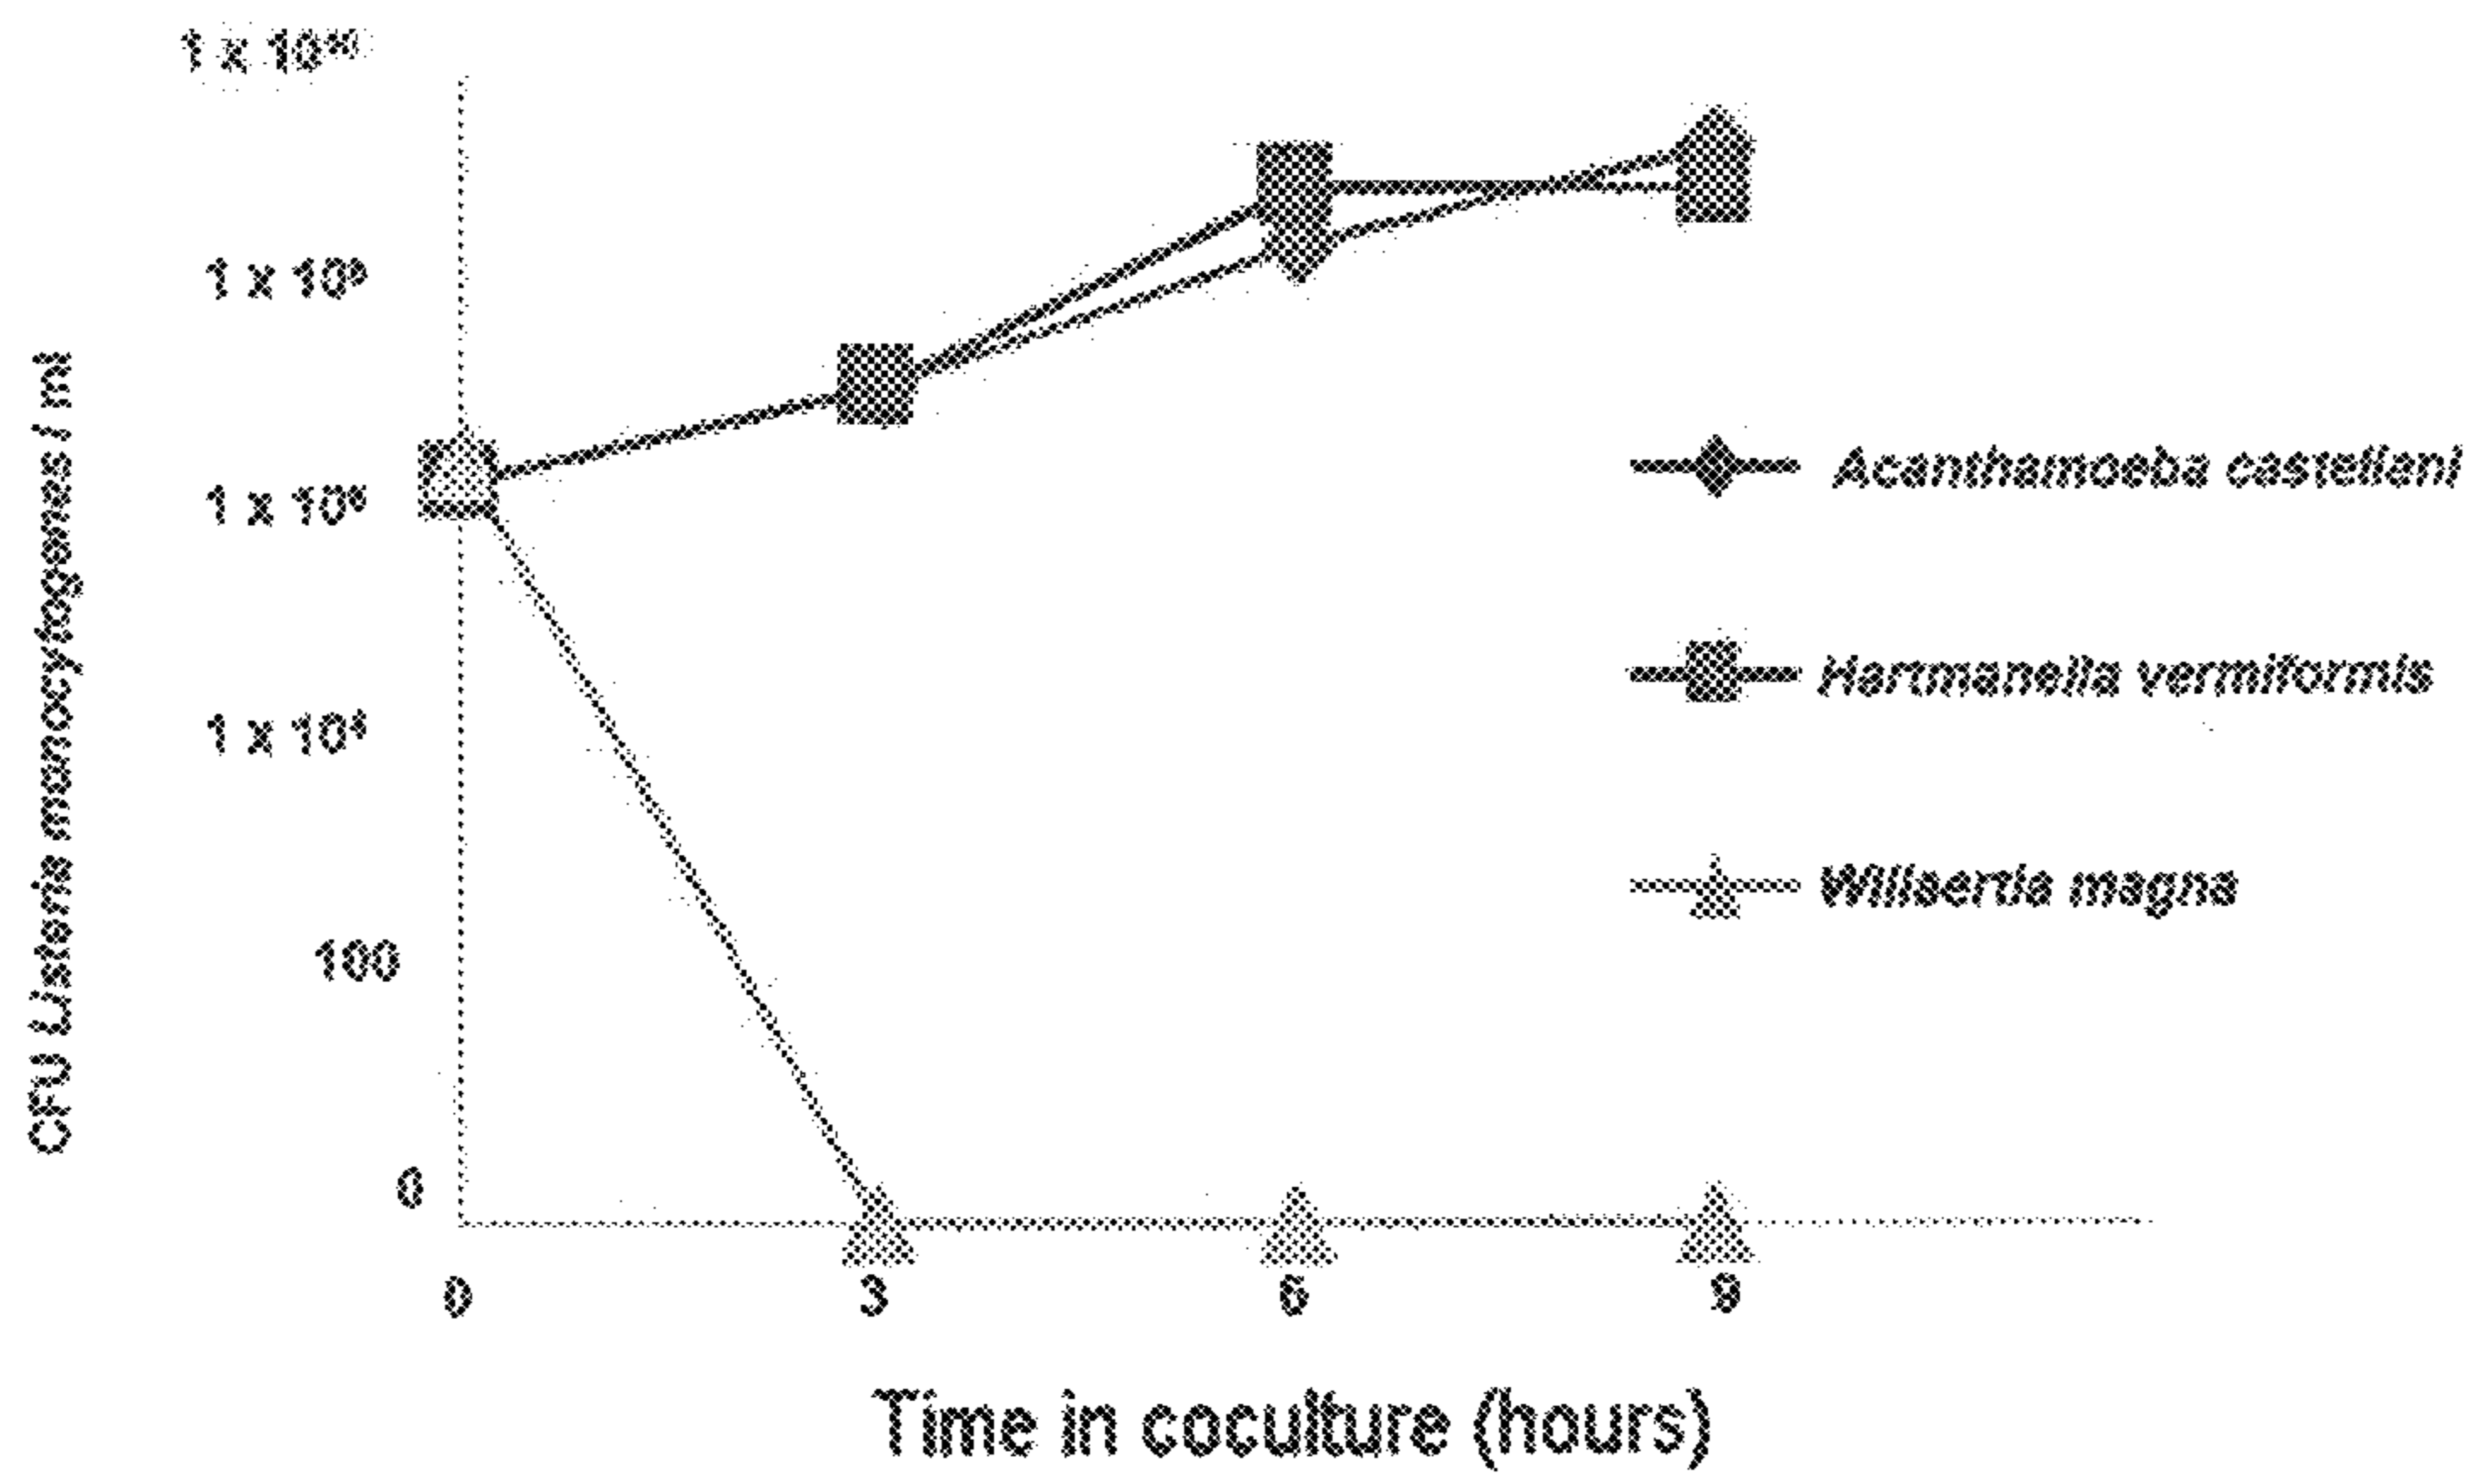 1 x 10¹⁰
1 x 10⁸
1 x 10⁶
1 x 10⁴
100
0
CFU Listeria monocytogenes / ml
Acanthamoeba castellani
Hartmanella vermiformis
Willaertia magna
0 3 6 9
Time in coculture (hours)